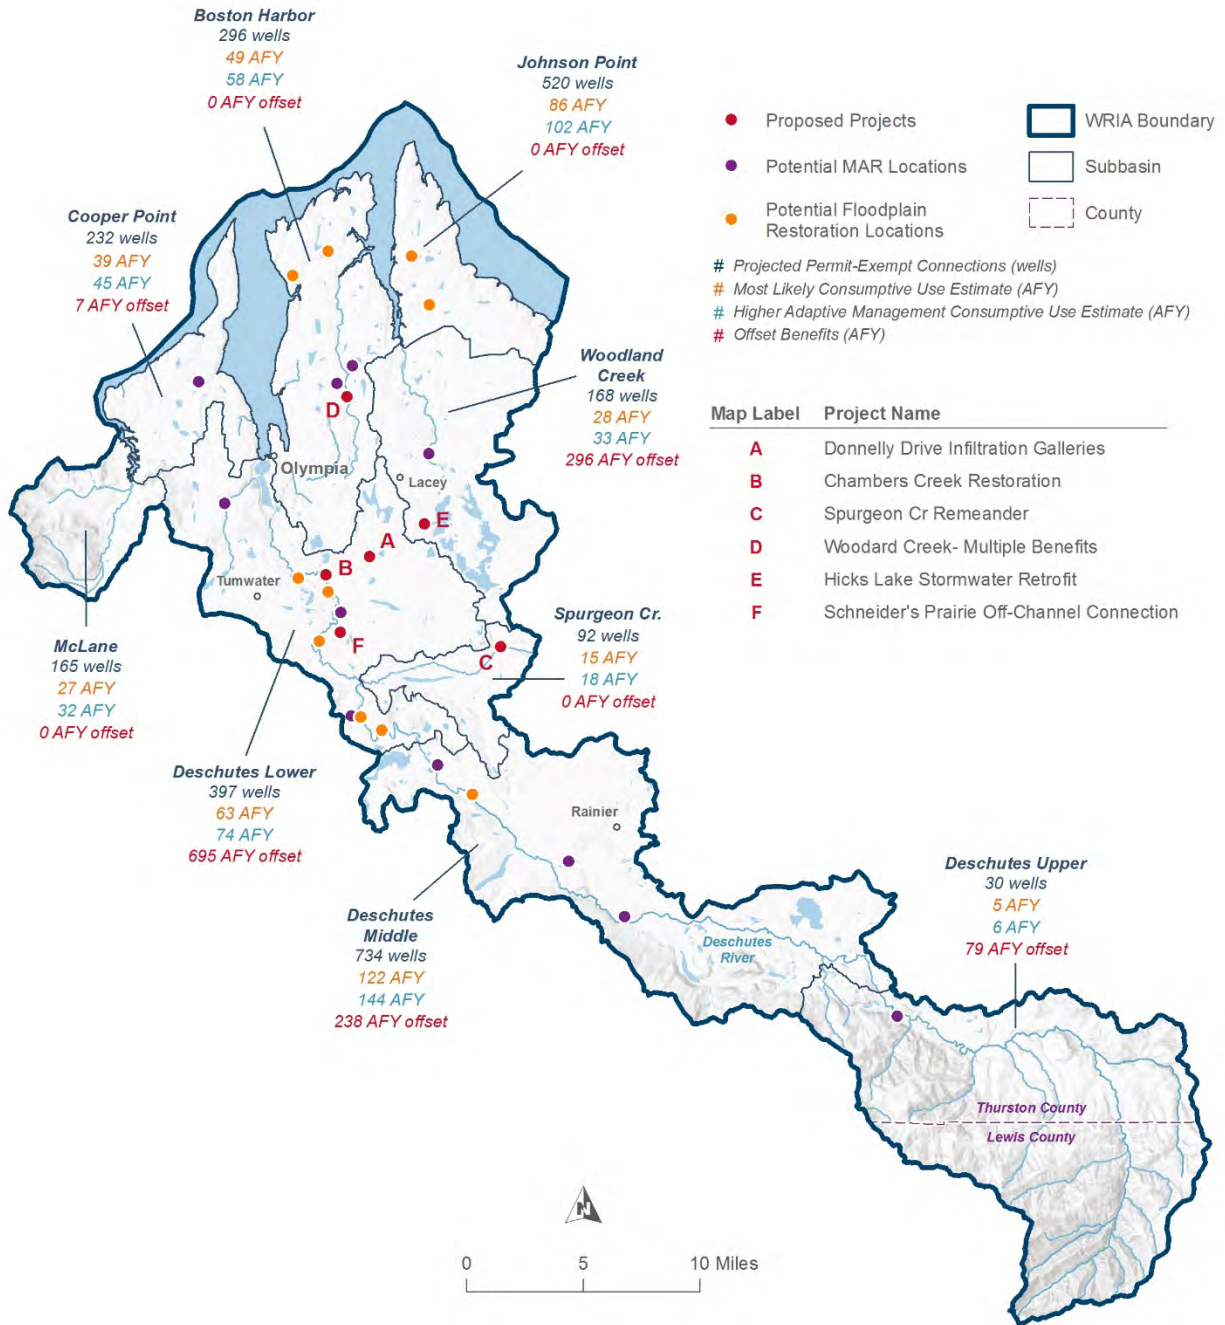 Boston Harbor
296 wells
49 AFY
58 AFY
0 AFY offset
Johnson Point
520 wells
86 AFY
102 AFY
0 AFY offset
Proposed Projects
WRIA Boundary
Potential MAR Locations
Subbasin
Potential Floodplain
Restoration Locations
County
# Projected Permit-Exempt Connections (wells)
# Most Likely Consumptive Use Estimate (AFY)
# Higher Adaptive Management Consumptive Use Estimate (AFY)
# Offset Benefits (AFY)
Cooper Point
232 wells
39 AFY
45 AFY
7 AFY offset
Woodland
Creek
168 wells
28 AFY
33 AFY
296 AFY offset
Map Label Project Name
A Donnelly Drive Infiltration Galleries
B Chambers Creek Restoration
C Spurgeon Cr Remeander
D Woodard Creek- Multiple Benefits
E Hicks Lake Stormwater Retrofit
F Schneider's Prairie Off-Channel Connection
D
Olympia
Lacey
E
A
B
Tumwater
F
C
Spurgeon Cr.
92 wells
15 AFY
18 AFY
0 AFY offset
McLane
165 wells
27 AFY
32 AFY
0 AFY offset
Deschutes Lower
397 wells
63 AFY
74 AFY
695 AFY offset
Rainier
Deschutes
Middle
734 wells
122 AFY
144 AFY
238 AFY offset
Deschutes
River
Deschutes Upper
30 wells
5 AFY
6 AFY
79 AFY offset
Thurston County
Lewis County
N
0 5 10 Miles